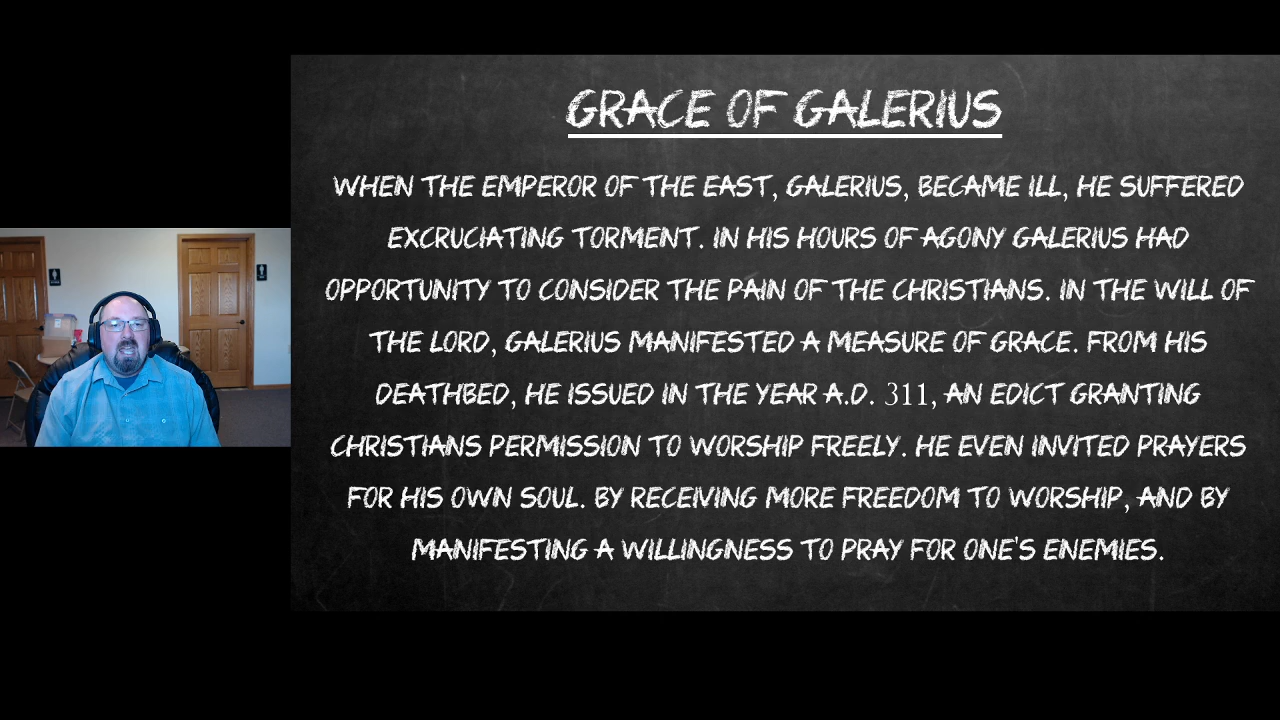 GRACE OF GALERIUS
WHEN THE EMPEROR OF THE EAST, GALERIUS, BECAME ILL, HE SUFFERED
EXCRUCIATING TORMENT. IN HIS HOURS OF AGONY GALERIUS HAD
OPPORTUNITY TO CONSIDER THE PAIN OF THE CHRISTIANS. IN THE WILL OF
THE LORD, GALERIUS MANIFESTED A MEASURE OF GRACE. FROM HIS
DEATHBED, HE ISSUED IN THE YEAR A.D. 311, AN EDICT GRANTING
CHRISTIANS PERMISSION TO WORSHIP FREELY. HE EVEN INVITED PRAYERS
FOR HIS OWN SOUL. BY RECEIVING MORE FREEDOM TO WORSHIP, AND BY
MANIFESTING A WILLINGNESS TO PRAY FOR ONE'S ENEMIES.